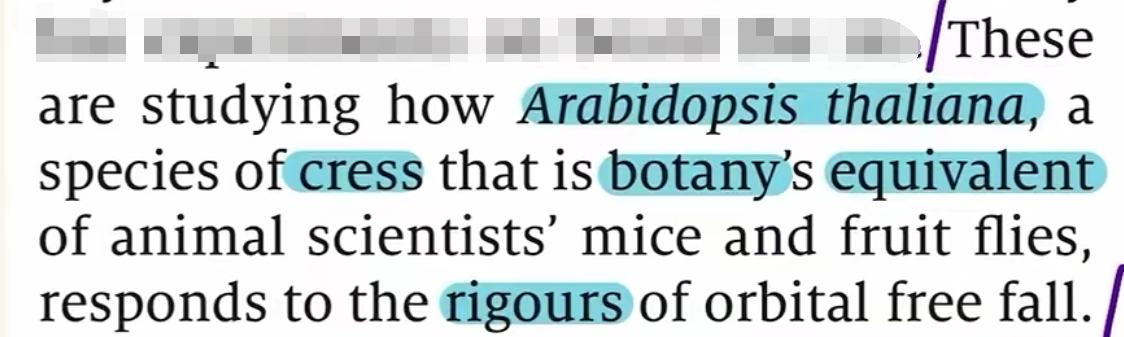 These
are studying how Arabidopsis thaliana, a
species of cress that is botany's equivalent
of animal scientists' mice and fruit flies,
responds to the rigours of orbital free fall.